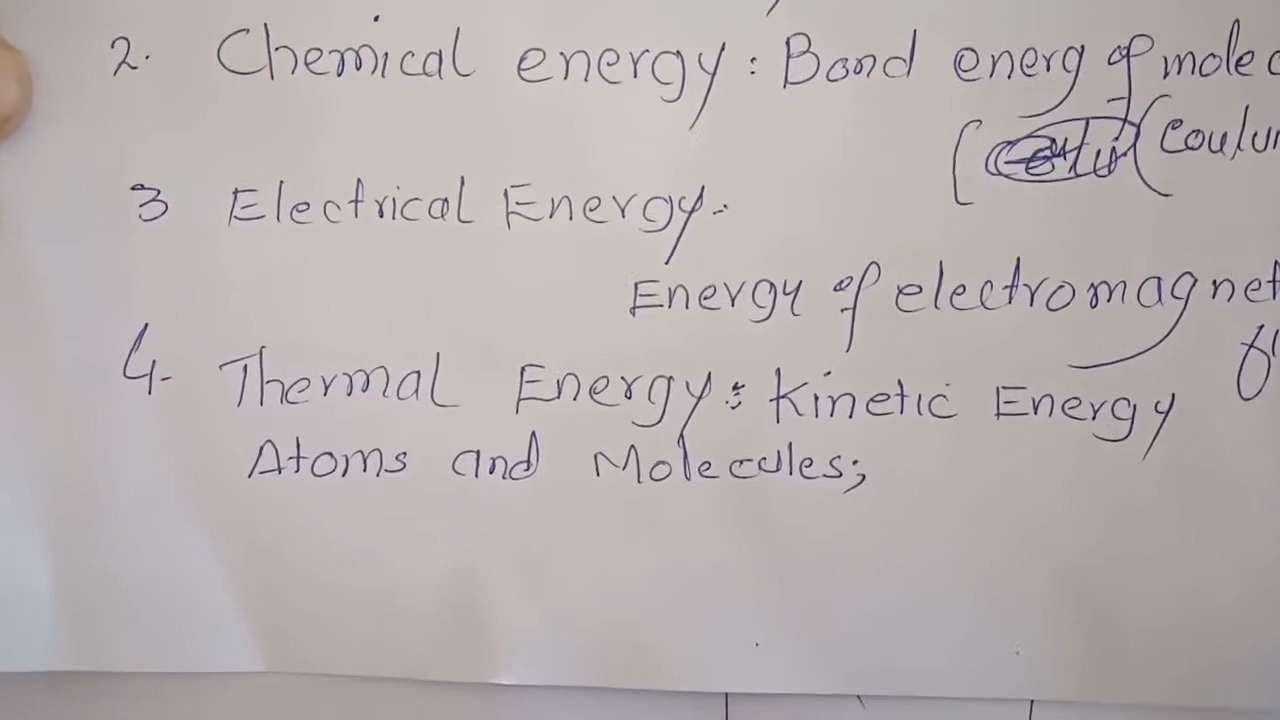 2. Chemical energy: Bond energ of molec
( (coulu
3 Electrical Energy.
Energy of electromagnet
4. Thermal Energy: Kinetic Energy
Atoms and Molecules;